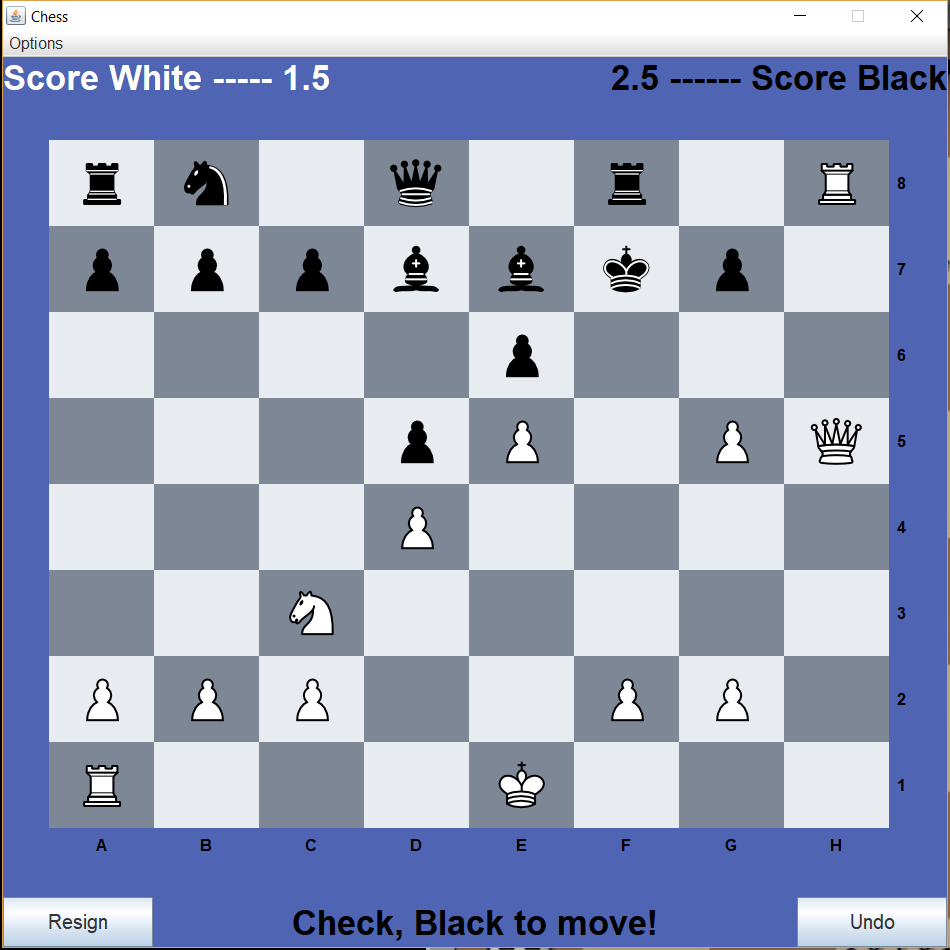 Chess
Options
Score White ----- 1.5
2.5 ------ Score Black
8
7
6
5
4
3
2
1
A B C D E F G H
Resign
Check, Black to move!
Undo